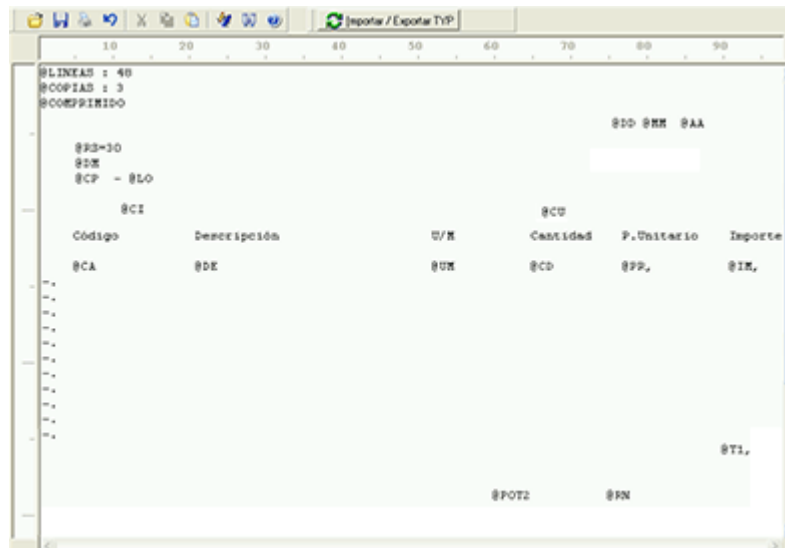 Importar / Exportar TYP
10 20 30 40 50 60 70 80 90
@LINEAS : 48
@COPIAS : 3
@COMPRIMIDO
@DD @MM @AA
@RS=30
@DM
@CP - @LO
@CI @CU
Código Descripción U/M Cantidad P.Unitario Importe
@CA @DE @UM @CD @PR, @IM,
-.
-.
-.
-.
-.
-.
-.
-.
-.
-.
-.
@T1,
@POT2 @RN